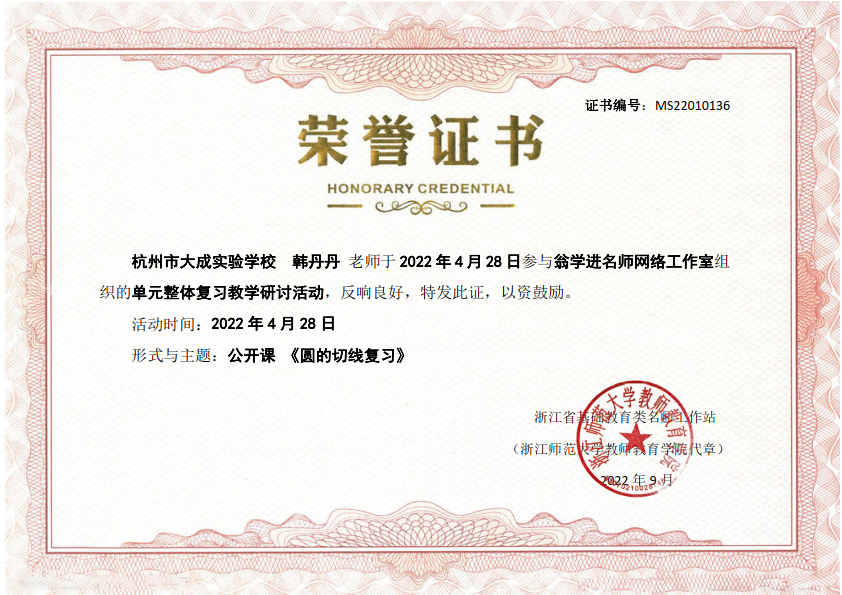 证书编号：MS22010136
荣誉证书
HONORARY CREDENTIAL
杭州市大成实验学校 韩丹丹 老师于 2022 年 4 月 28 日参与翁学进名师网络工作室组
织的单元整体复习教学研讨活动，反响良好，特发此证，以资鼓励。
活动时间：2022 年 4 月 28 日
形式与主题：公开课 《圆的切线复习》
浙江师范大学教师教育学院
浙江省基础教育类名师工作站
（浙江师范大学教师教育学院代章）
2022 年 9 月